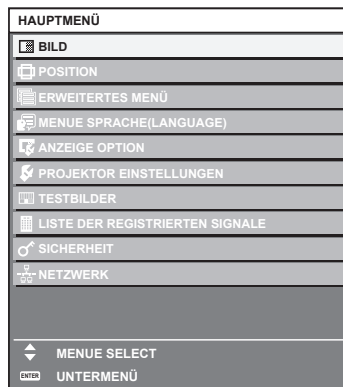 HAUPTMENÜ
BILD
POSITION
ERWEITERTES MENÜ
MENUE SPRACHE(LANGUAGE)
ANZEIGE OPTION
PROJEKTOR EINSTELLUNGEN
TESTBILDER
LISTE DER REGISTRIERTEN SIGNALE
SICHERHEIT
NETZWERK
MENUE SELECT
ENTER UNTERMENÜ